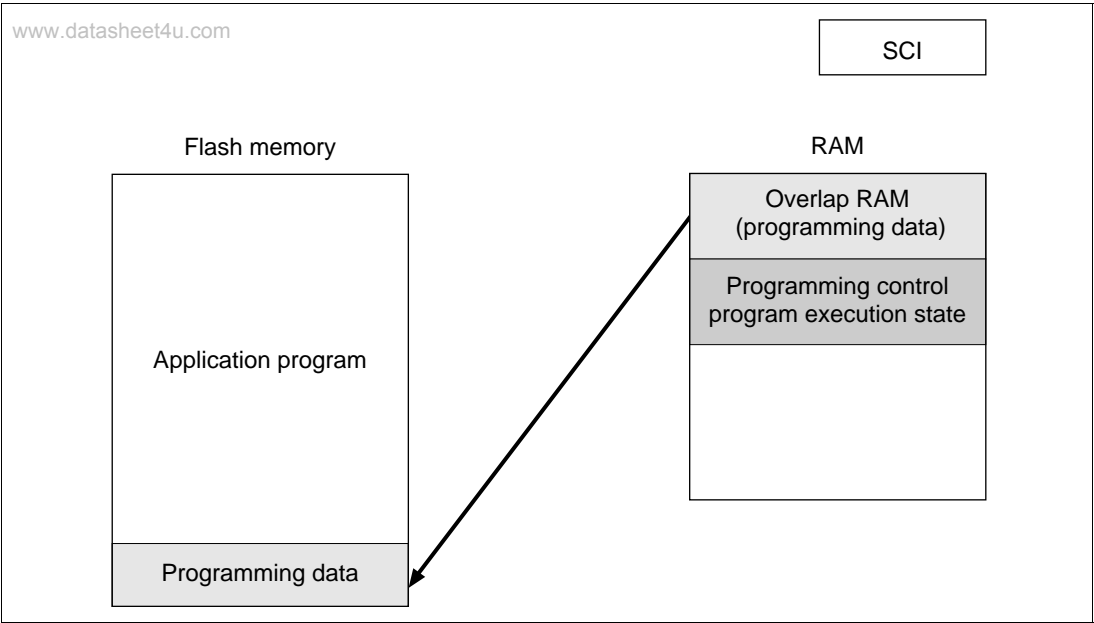 www.datasheet4u.com
SCI
Flash memory
RAM
Overlap RAM
(programming data)
Programming control
program execution state
Application program
Programming data